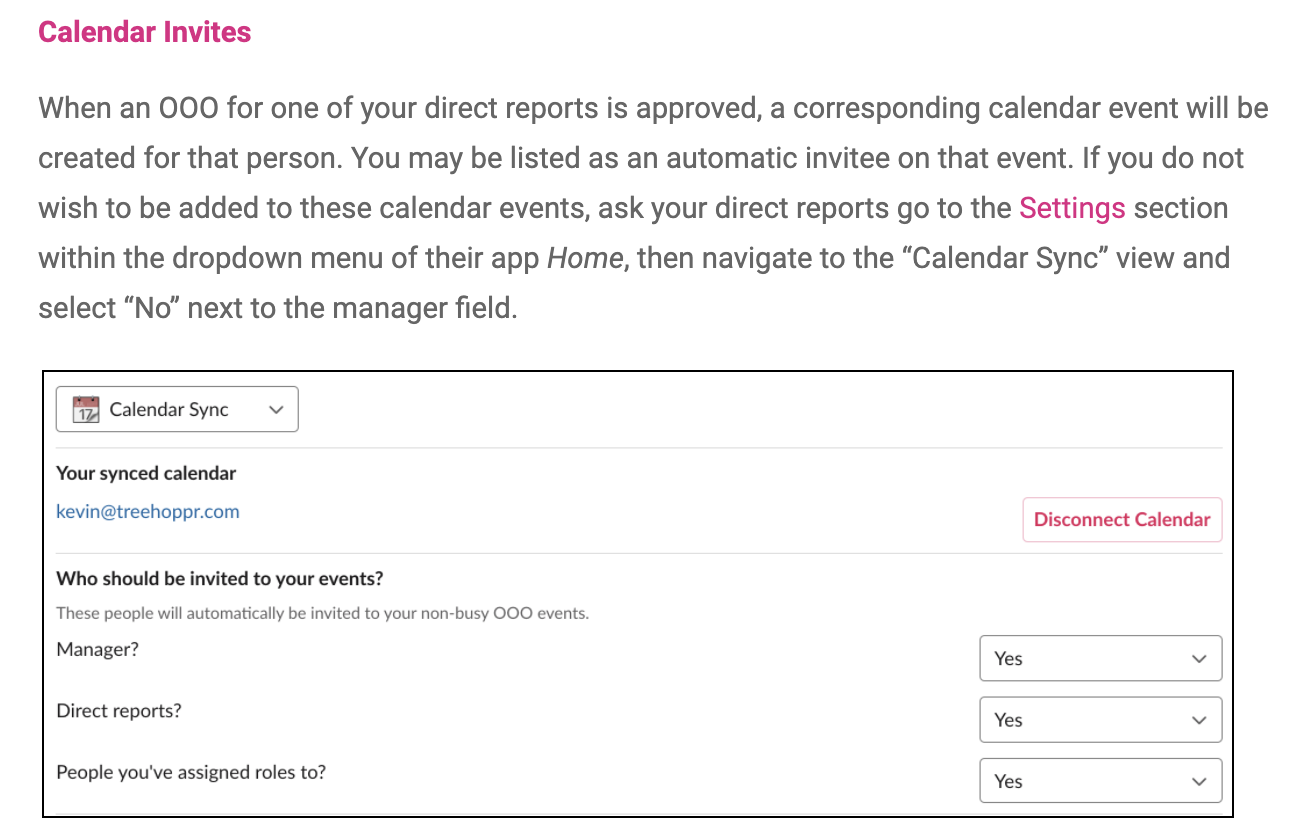 Calendar Invites
When an OOO for one of your direct reports is approved, a corresponding calendar event will be
created for that person. You may be listed as an automatic invitee on that event. If you do not
wish to be added to these calendar events, ask your direct reports go to the Settings section
within the dropdown menu of their app Home, then navigate to the “Calendar Sync” view and
select “No” next to the manager field.
17 Calendar Sync
Your synced calendar
kevin@treehoppr.com
Disconnect Calendar
Who should be invited to your events?
These people will automatically be invited to your non-busy OOO events.
Manager? Yes
Direct reports? Yes
People you've assigned roles to? Yes